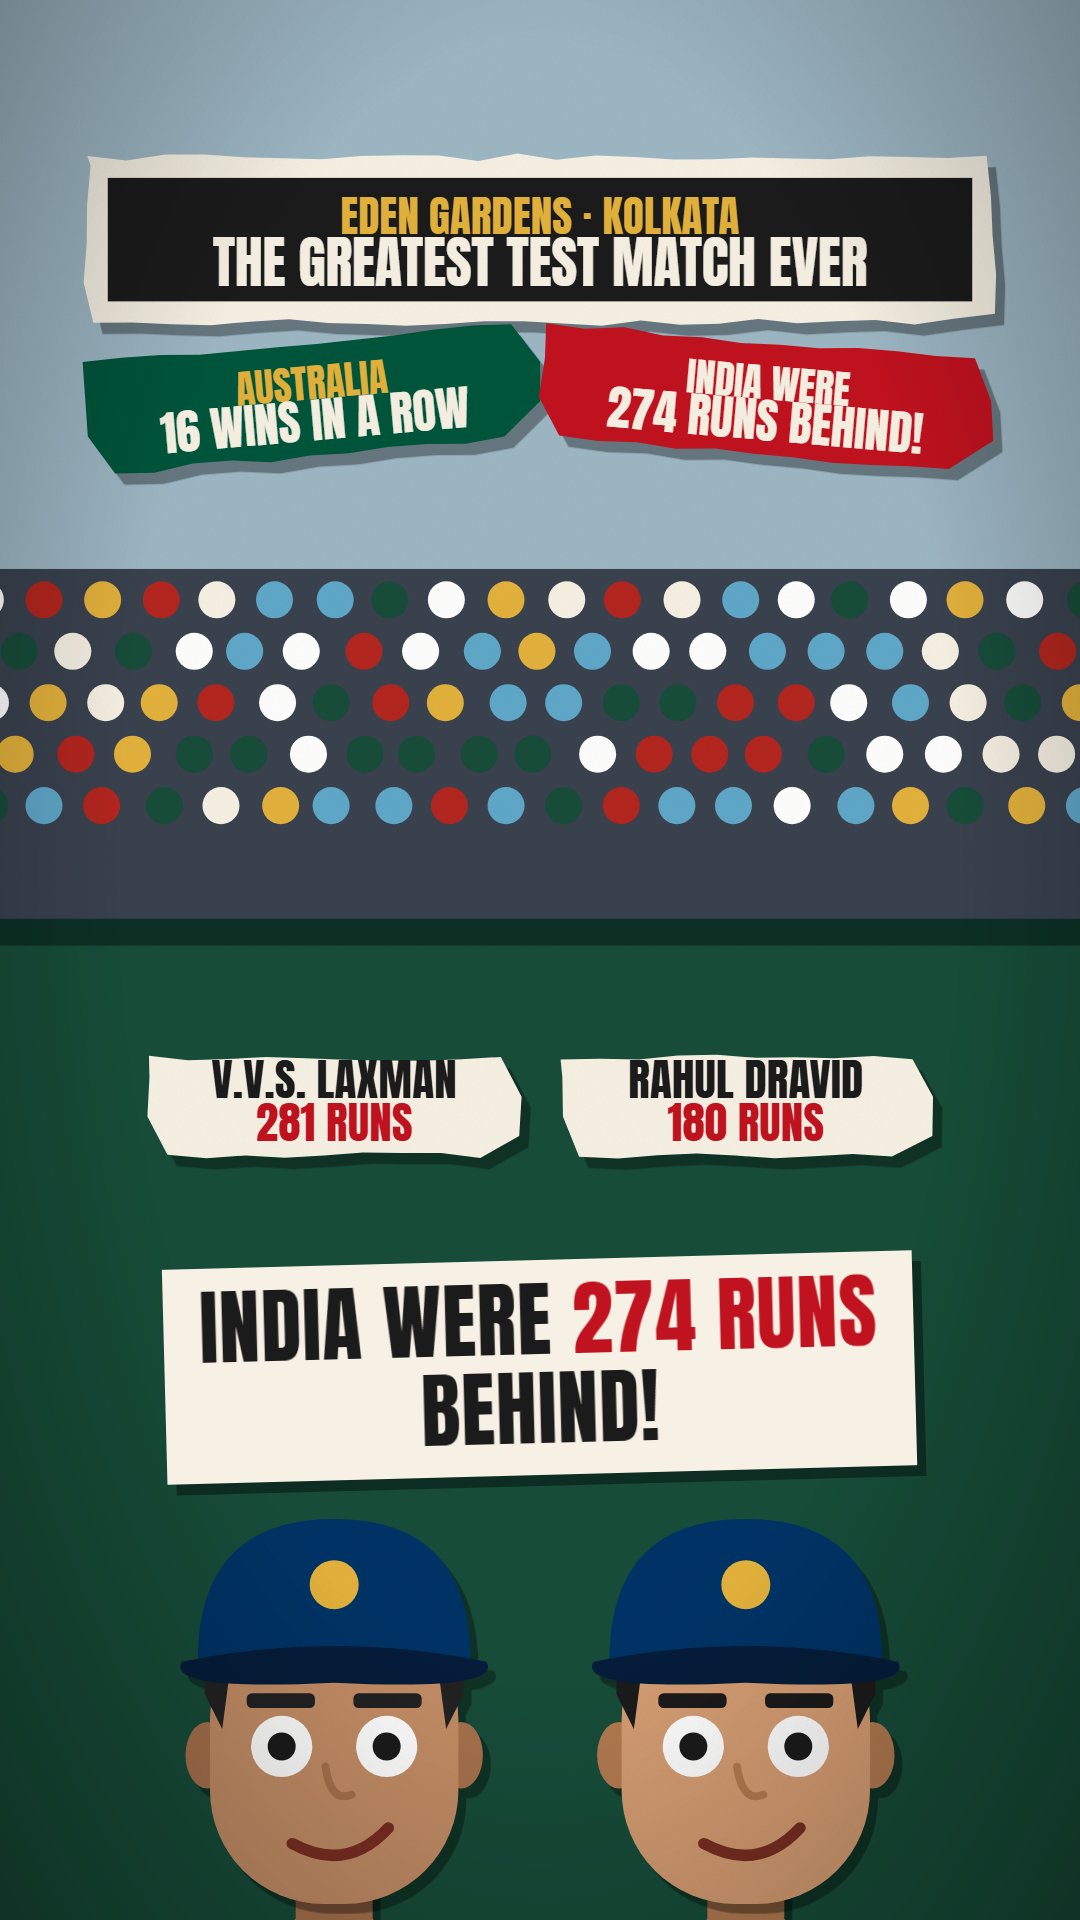 EDEN GARDENS · KOLKATA
THE GREATEST TEST MATCH EVER
AUSTRALIA
16 WINS IN A ROW
INDIA WERE
274 RUNS BEHIND!
V.V.S. LAXMAN
281 RUNS
RAHUL DRAVID
180 RUNS
INDIA WERE 274 RUNS
BEHIND!